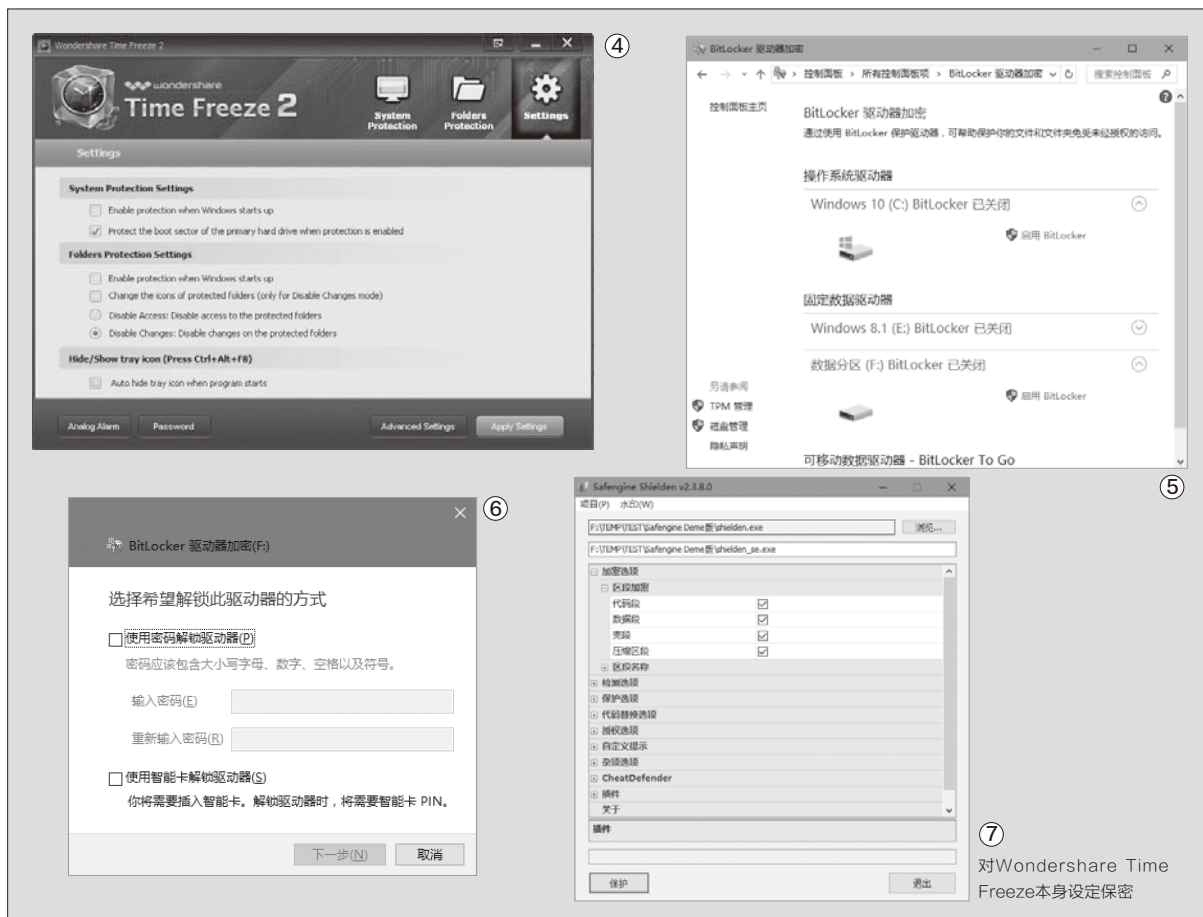 Wondershare Time Freeze 2
④
wondershare
Time Freeze 2
System Protection
Folders Protection
Settings
Settings
System Protection Settings
Enable protection when Windows starts up
Protect the boot sector of the primary hard drive when protection is enabled
Folders Protection Settings
Enable protection when Windows starts up
Change the icons of protected folders (only for Disable Changes mode)
Disable Access: Disable access to the protected folders
Disable Changes: Disable changes on the protected folders
Hide/Show tray icon (Press Ctrl+Alt+F8)
Auto hide tray icon when program starts
Analog Alarm
Password
Advanced Settings
Apply Settings
BitLocker 驱动器加密
控制面板 › 所有控制面板项 › BitLocker 驱动器加密
搜索控制面板
控制面板主页
BitLocker 驱动器加密
通过使用 BitLocker 保护驱动器，可帮助保护你的文件和文件夹免受未经授权的访问。
操作系统驱动器
Windows 10 (C:) BitLocker 已关闭
启用 BitLocker
固定数据驱动器
Windows 8.1 (E:) BitLocker 已关闭
数据分区 (F:) BitLocker 已关闭
启用 BitLocker
另请参阅
TPM 管理
磁盘管理
隐私声明
可移动数据驱动器 - BitLocker To Go
⑤
⑥
BitLocker 驱动器加密(F:)
选择希望解锁此驱动器的方式
使用密码解锁驱动器(P)
密码应该包含大小写字母、数字、空格以及符号。
输入密码(E)
重新输入密码(R)
使用智能卡解锁驱动器(S)
你将需要插入智能卡。解锁驱动器时，将需要智能卡 PIN。
下一步(N)
取消
Safengine Shielden v2.3.8.0
项目(P) 水印(W)
F:\TEMP\TEST\Safengine Deme版\shielden.exe
浏览...
F:\TEMP\TEST\Safengine Deme版\shielden_se.exe
加密选项
区段加密
代码段
数据段
壳段
压缩区段
区段名称
检测选项
保护选项
代码替换选项
授权选项
自定义提示
杂项选项
CheatDefender
插件
关于
插件
保护
退出
⑦
对Wondershare Time
Freeze本身设定保密